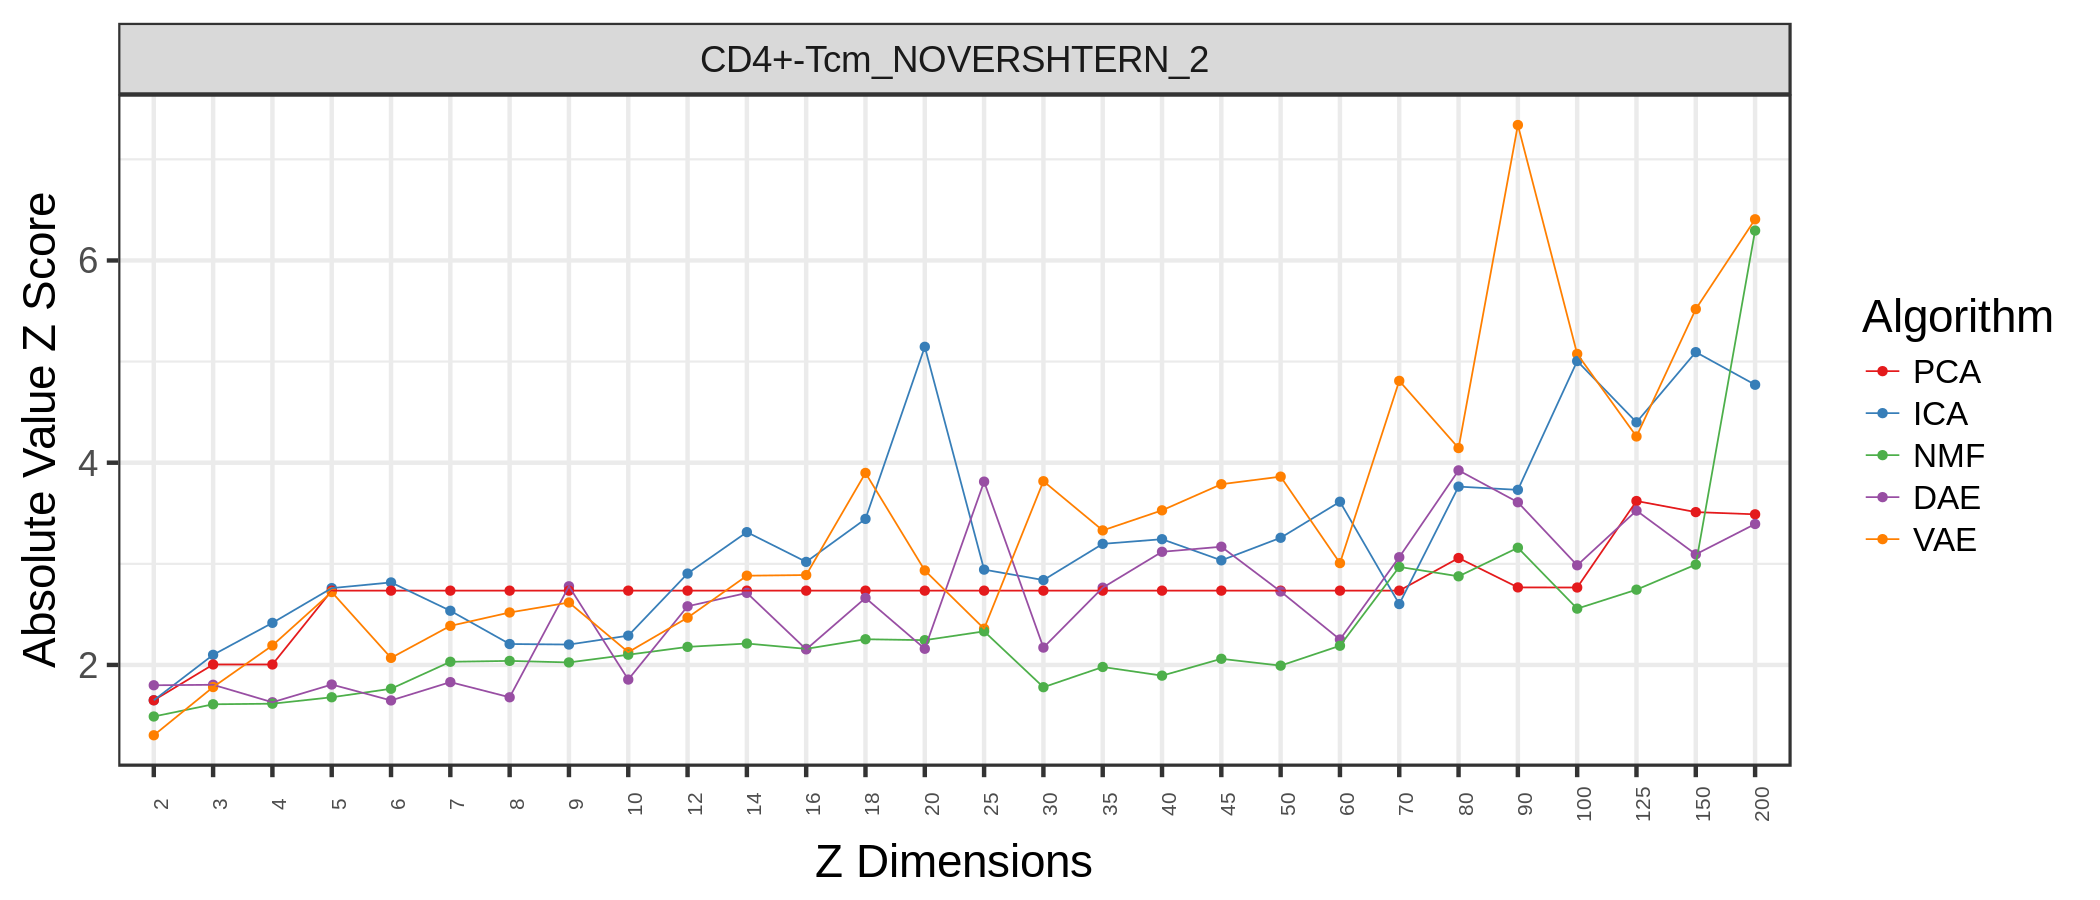 CD4+-Tcm_NOVERSHTERN_2
Absolute Value Z Score
6
4
2
2 3 4 5 6 7 8 9 10 12 14 16 18 20 25 30 35 40 45 50 60 70 80 90 100 125 150 200
Z Dimensions
Algorithm
PCA
ICA
NMF
DAE
VAE